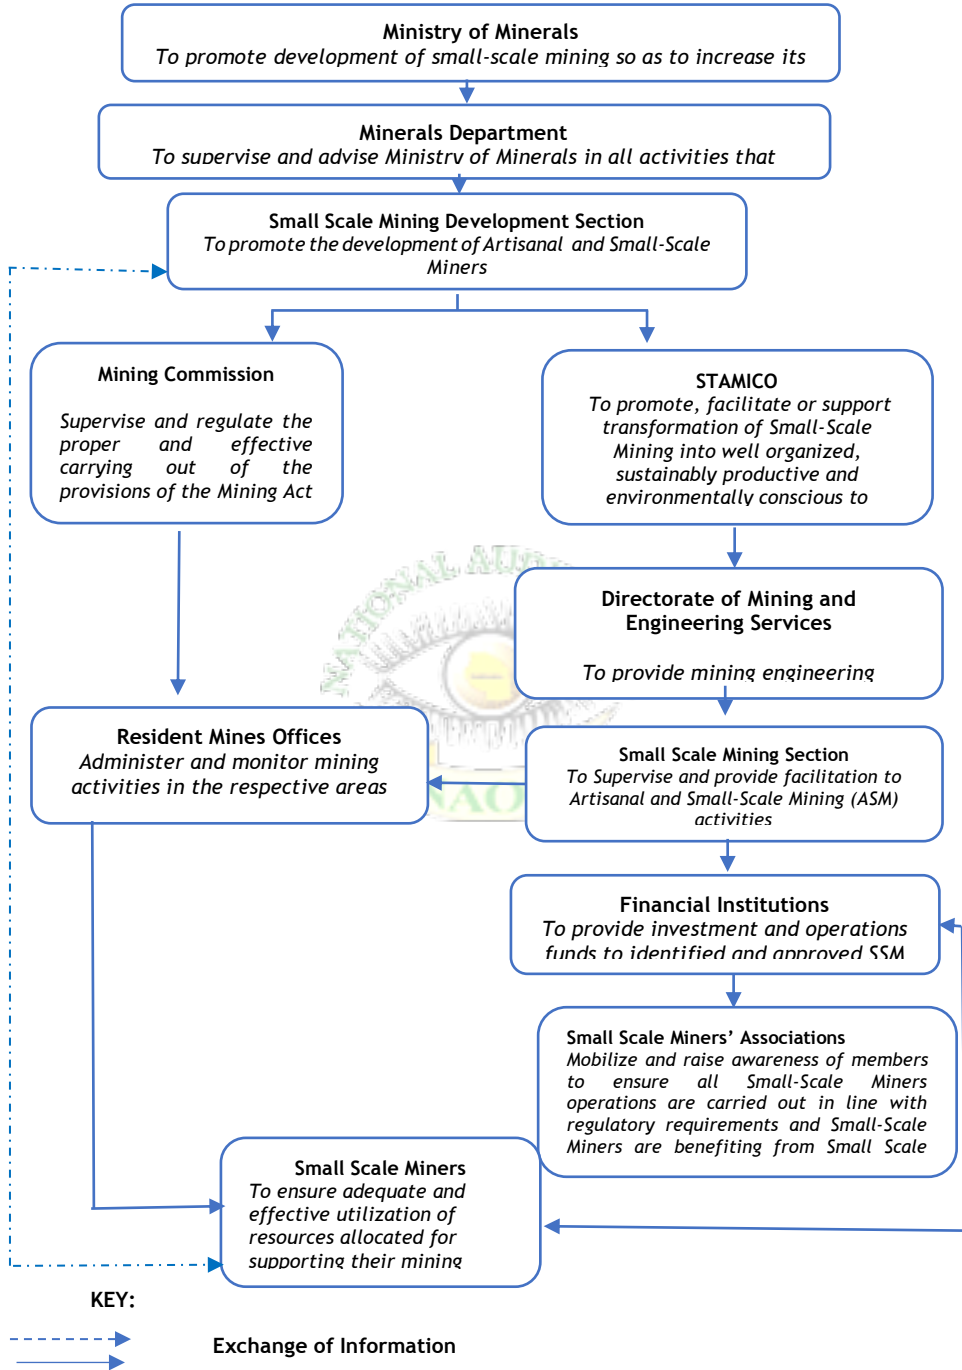 Ministry of Minerals
To promote development of small-scale mining so as to increase its
Minerals Department
To supervise and advise Ministry of Minerals in all activities that
Small Scale Mining Development Section
To promote the development of Artisanal and Small-Scale
Miners
Mining Commission
Supervise and regulate the
proper and effective
carrying out of the
provisions of the Mining Act
STAMICO
To promote, facilitate or support
transformation of Small-Scale
Mining into well organized,
sustainably productive and
environmentally conscious to
NATIONAL AUD
Directorate of Mining and
Engineering Services
To provide mining engineering
Resident Mines Offices
Administer and monitor mining
activities in the respective areas
Small Scale Mining Section
To Supervise and provide facilitation to
Artisanal and Small-Scale Mining (ASM)
activities
NAO
Financial Institutions
To provide investment and operations
funds to identified and approved SSM
Small Scale Miners’ Associations
Mobilize and raise awareness of members
to ensure all Small-Scale Miners
operations are carried out in line with
regulatory requirements and Small-Scale
Miners are benefiting from Small Scale
Small Scale Miners
To ensure adequate and
effective utilization of
resources allocated for
supporting their mining
KEY:
Exchange of Information